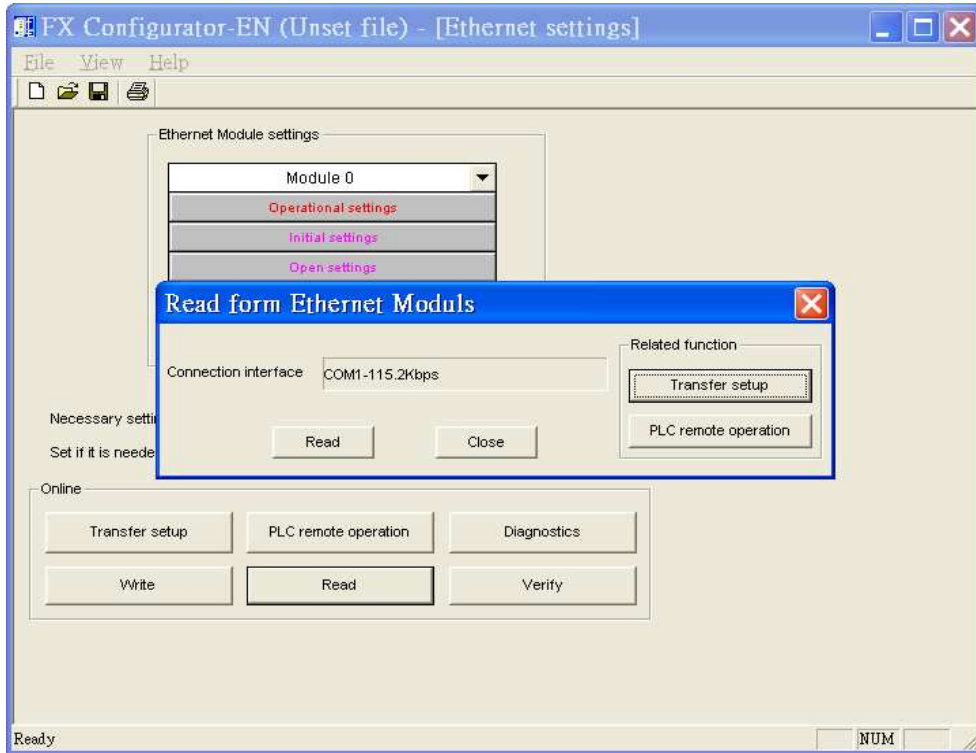 FX Configurator-EN (Unset file) - [Ethernet settings]
File View Help
Ethernet Module settings
Module 0
Operational settings
Initial settings
Open settings
Read form Ethernet Moduls
Related function
Connection interface COM1-115.2Kbps
Transfer setup
Read Close PLC remote operation
Necessary setti
Set if it is neede
Online
Transfer setup PLC remote operation Diagnostics
Write Read Verify
Ready NUM